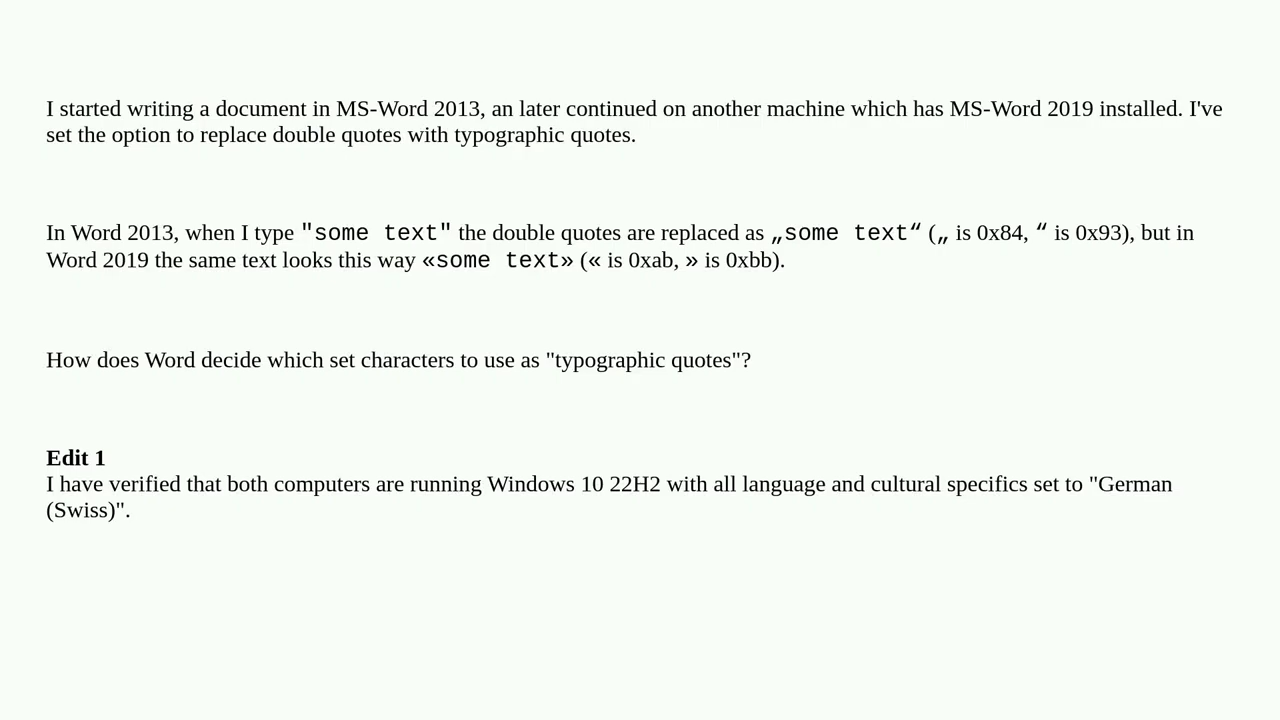 I started writing a document in MS-Word 2013, an later continued on another machine which has MS-Word 2019 installed. I've
set the option to replace double quotes with typographic quotes.
In Word 2013, when I type "some text" the double quotes are replaced as „some text“ („ is 0x84, “ is 0x93), but in
Word 2019 the same text looks this way «some text» (« is 0xab, » is 0xbb).
How does Word decide which set characters to use as "typographic quotes"?
Edit 1
I have verified that both computers are running Windows 10 22H2 with all language and cultural specifics set to "German
(Swiss)".